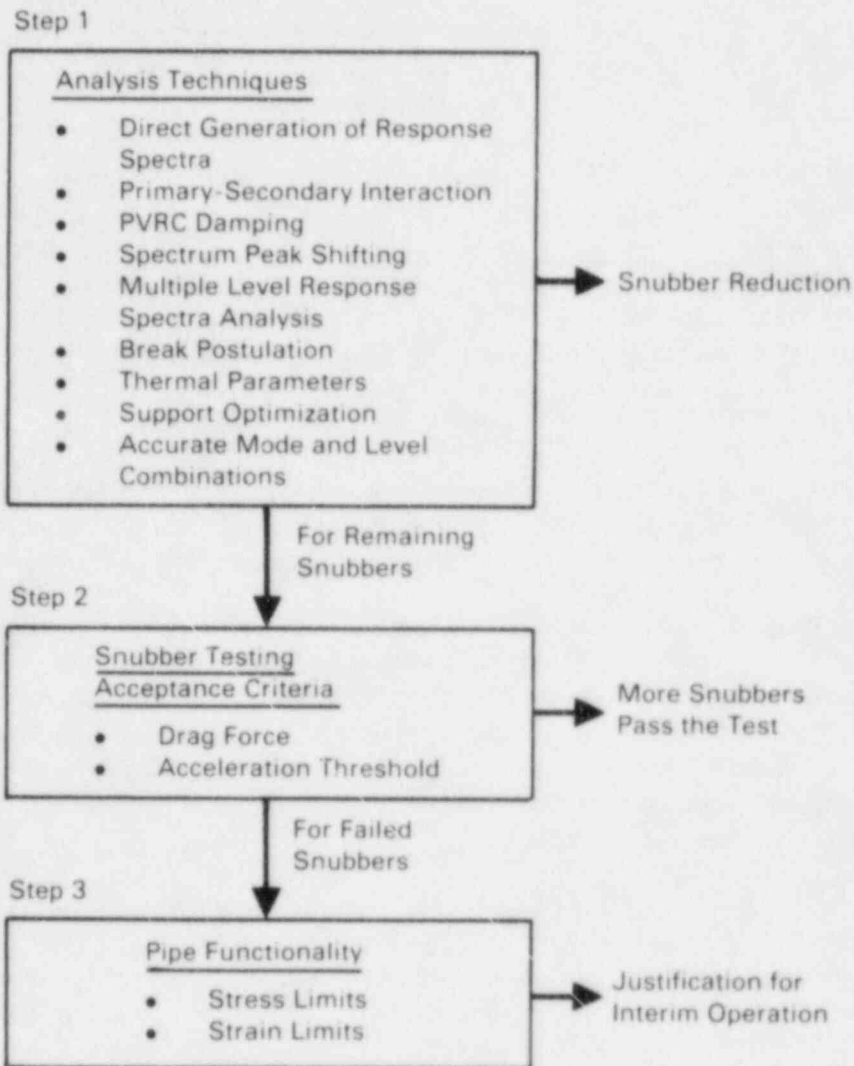 Step 1
Analysis Techniques
• Direct Generation of Response
Spectra
• Primary-Secondary Interaction
• PVRC Damping
• Spectrum Peak Shifting
• Multiple Level Response
Spectra Analysis
• Break Postulation
• Thermal Parameters
• Support Optimization
• Accurate Mode and Level
Combinations
Snubber Reduction
For Remaining
Snubbers
Step 2
Snubber Testing
Acceptance Criteria
• Drag Force
• Acceleration Threshold
More Snubbers
Pass the Test
For Failed
Snubbers
Step 3
Pipe Functionality
• Stress Limits
• Strain Limits
Justification for
Interim Operation